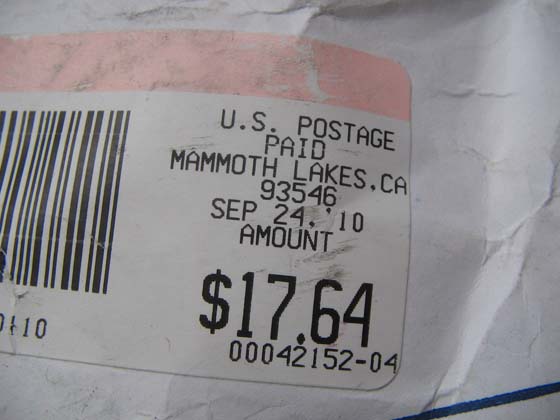 U.S. POSTAGE
PAID
MAMMOTH LAKES,CA
93546
SEP 24,'10
AMOUNT
$17.64
00042152-04